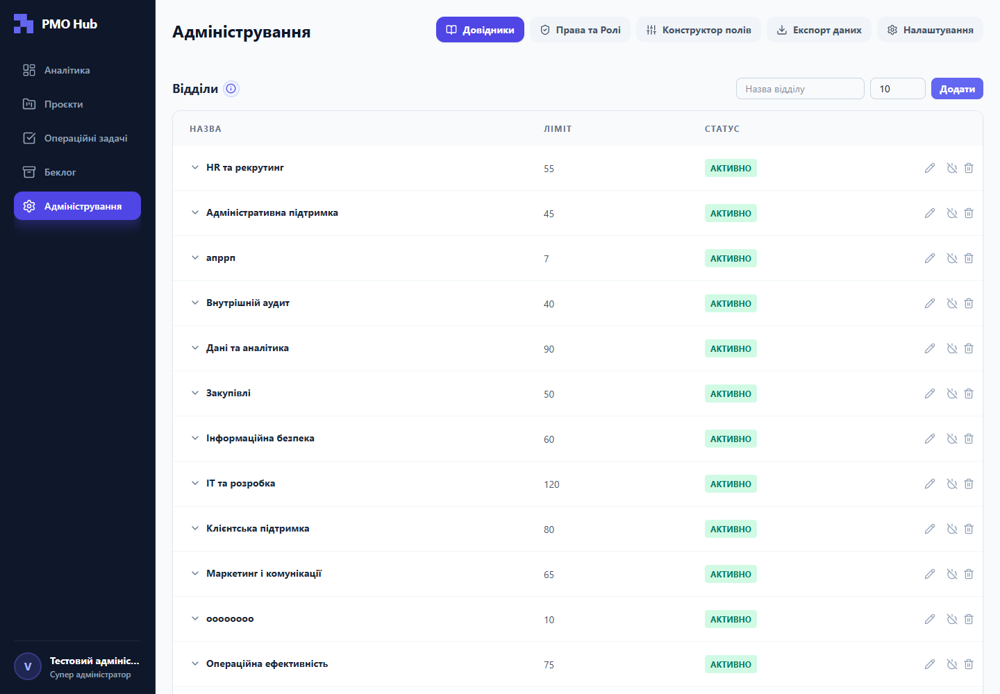 PMO Hub
Аналітика
Проєкти
Операційні задачі
Беклог
Адміністрування
V
Тестовий адмініс...
Супер адміністратор
Адміністрування
Довідники
Права та Ролі
Конструктор полів
Експорт даних
Налаштування
Відділи
Назва відділу
10
Додати
НАЗВА ЛІМІТ СТАТУС
HR та рекрутинг 55 АКТИВНО
Адміністративна підтримка 45 АКТИВНО
апррп 7 АКТИВНО
Внутрішній аудит 40 АКТИВНО
Дані та аналітика 90 АКТИВНО
Закупівлі 50 АКТИВНО
Інформаційна безпека 60 АКТИВНО
ІТ та розробка 120 АКТИВНО
Клієнтська підтримка 80 АКТИВНО
Маркетинг і комунікації 65 АКТИВНО
оооооооо 10 АКТИВНО
Операційна ефективність 75 АКТИВНО